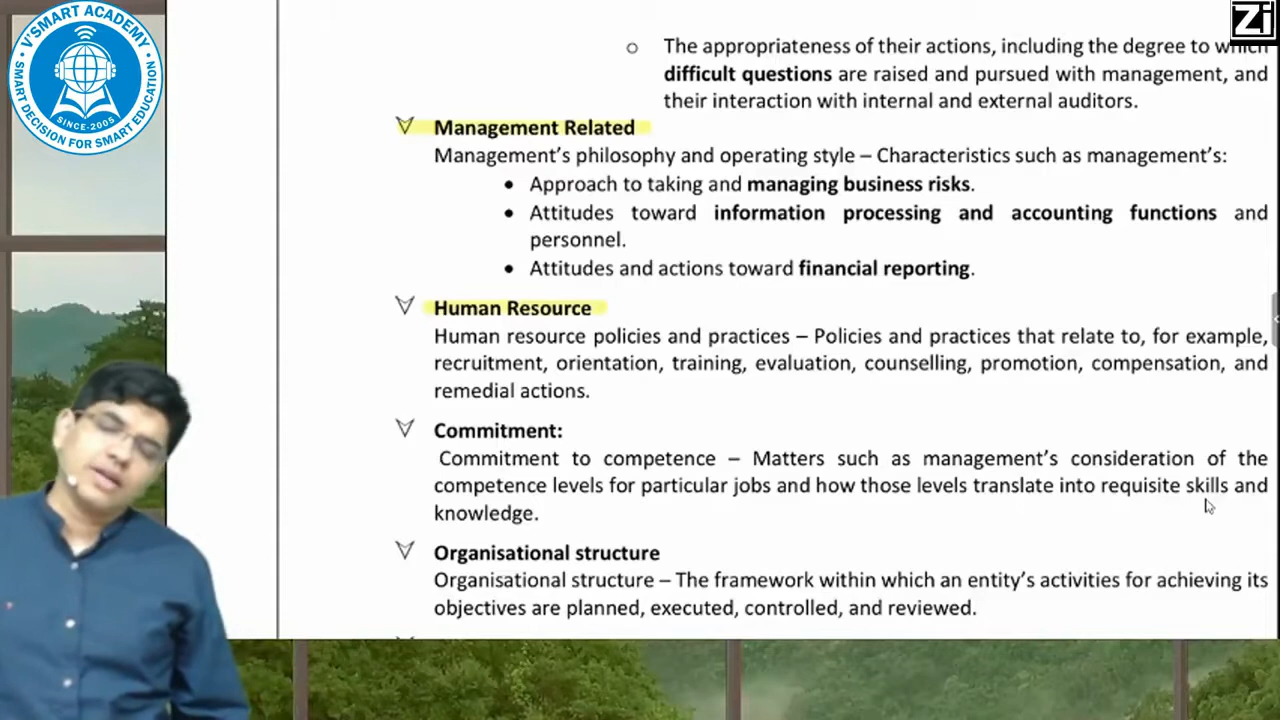 V'SMART ACADEMY
SINCE-2005
SMART DECISION FOR SMART EDUCATION
Zi
o The appropriateness of their actions, including the degree to which
difficult questions are raised and pursued with management, and
their interaction with internal and external auditors.
Management Related
Management's philosophy and operating style – Characteristics such as management's:
• Approach to taking and managing business risks.
• Attitudes toward information processing and accounting functions and
personnel.
• Attitudes and actions toward financial reporting.
Human Resource
Human resource policies and practices – Policies and practices that relate to, for example,
recruitment, orientation, training, evaluation, counselling, promotion, compensation, and
remedial actions.
Commitment:
Commitment to competence – Matters such as management's consideration of the
competence levels for particular jobs and how those levels translate into requisite skills and
knowledge.
Organisational structure
Organisational structure – The framework within which an entity's activities for achieving its
objectives are planned, executed, controlled, and reviewed.